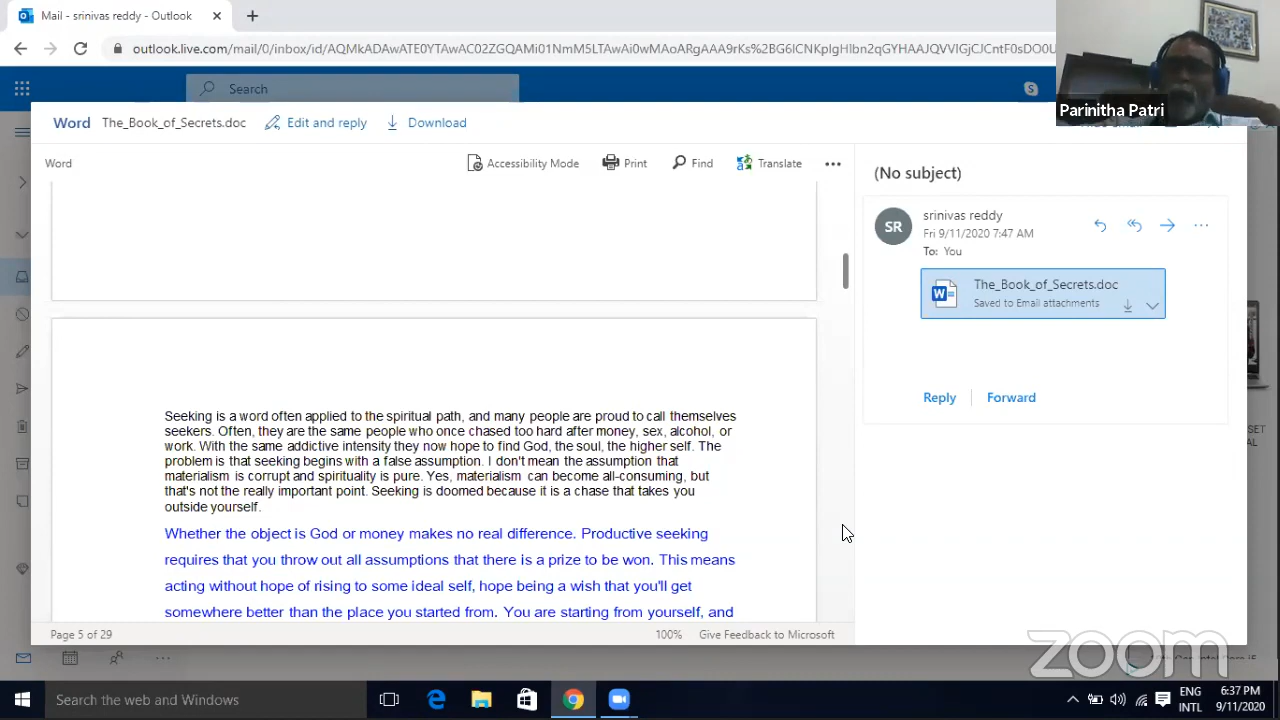 Mail - srinivas reddy - Outlook
outlook.live.com/mail/0/inbox/id/
Search
Parinitha Patri
Word The_Book_of_Secrets.doc Edit and reply Download
Word
Accessibility Mode Print Find Translate
(No subject)
SR
srinivas reddy
Fri 9/11/2020 7:47 AM
To: You
The_Book_of_Secrets.doc
Saved to Email attachments
Reply
Forward
Seeking is a word often applied to the spiritual path, and many people are proud to call themselves
seekers. Often, they are the same people who once chased too hard after money, sex, alcohol, or
work. With the same addictive intensity they now hope to find God, the soul, the higher self. The
problem is that seeking begins with a false assumption. I don't mean the assumption that
materialism is corrupt and spirituality is pure. Yes, materialism can become all-consuming, but
that's not the really important point. Seeking is doomed because it is a chase that takes you
outside yourself.
Whether the object is God or money makes no real difference. Productive seeking
requires that you throw out all assumptions that there is a prize to be won. This means
acting without hope of rising to some ideal self, hope being a wish that you'll get
somewhere better than the place you started from. You are starting from yourself, and
Page 5 of 29
100%
Give Feedback to Microsoft
zoom
Search the web and Windows
ENG
INTL
6:37 PM
9/11/2020